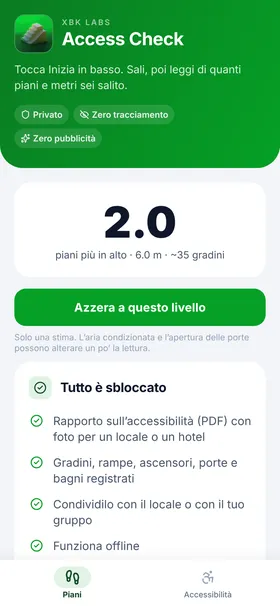 XBK LABS
Access Check
Tocca Inizia in basso. Sali, poi leggi di quanti
piani e metri sei salito.
Privato
Zero tracciamento
Zero pubblicità
2.0
piani più in alto · 6.0 m · ~35 gradini
Azzera a questo livello
Solo una stima. L'aria condizionata e l'apertura delle porte
possono alterare un po' la lettura.
Tutto è sbloccato
Rapporto sull'accessibilità (PDF) con
foto per un locale o un hotel
Gradini, rampe, ascensori, porte e
bagni registrati
Condividilo con il locale o con il tuo
gruppo
Funziona offline
Piani
Accessibilità